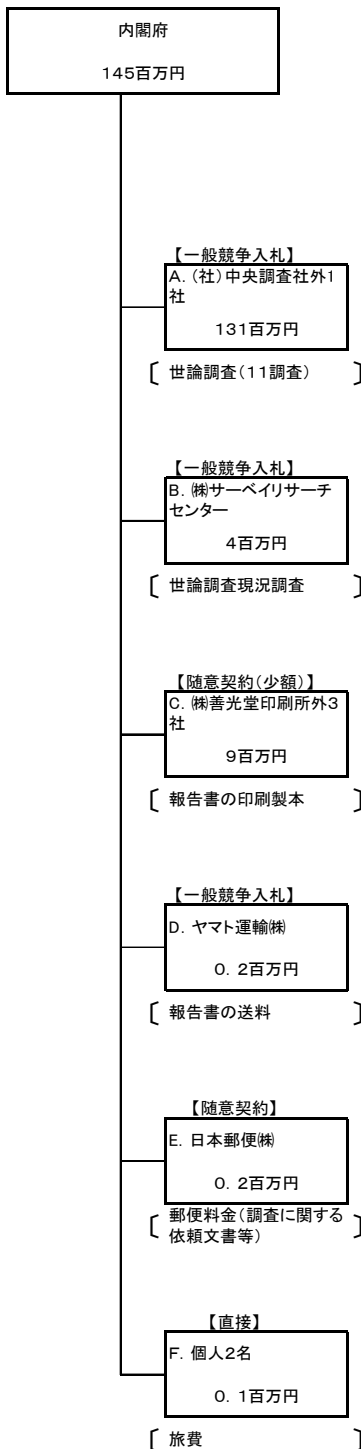 内閣府
145百万円
【一般競争入札】
A. (社)中央調査社外1
社
131百万円
〔 世論調査(11調査) 〕
【一般競争入札】
B. ㈱サーベイリサーチ
センター
4百万円
〔 世論調査現況調査 〕
【随意契約(少額)】
C. ㈱善光堂印刷所外3
社
9百万円
〔 報告書の印刷製本 〕
【一般競争入札】
D. ヤマト運輸㈱
0. 2百万円
〔 報告書の送料 〕
【随意契約】
E. 日本郵便㈱
0. 2百万円
〔 郵便料金(調査に関する
依頼文書等) 〕
【直接】
F. 個人2名
0. 1百万円
〔 旅費 〕